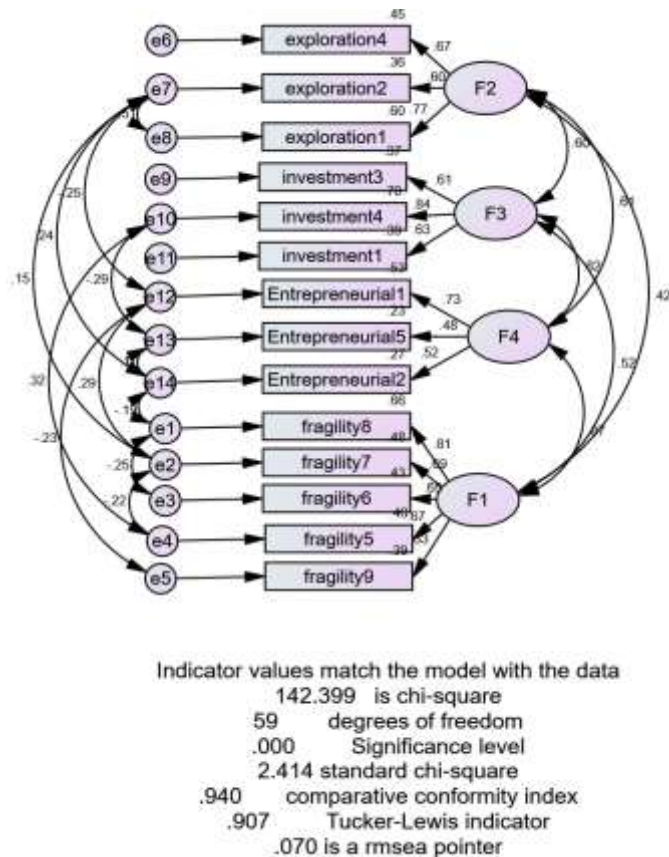 .45
e6 exploration4 .67
.36
e7 exploration2 .60 F2
.60 .77
e8 exploration1
.37
e9 investment3 .61 .60
.70
e10 investment4 .84 F3
.39 .63
e11 investment1
.53
e12 Entrepreneurial1 .73
.23
e13 Entrepreneurial5 .48 F4
.27 .52
e14 Entrepreneurial2
.66
e1 fragility8 .81
.48
e2 fragility7
.43
e3 fragility6 F1
e4 fragility5 .67
.39
e5 fragility9
-.29
.15
.42
.52
.32
.29
-.23
-.25
-.22
Indicator values match the model with the data
142.399 is chi-square
59 degrees of freedom
.000 Significance level
2.414 standard chi-square
.940 comparative conformity index
.907 Tucker-Lewis indicator
.070 is a rmsea pointer